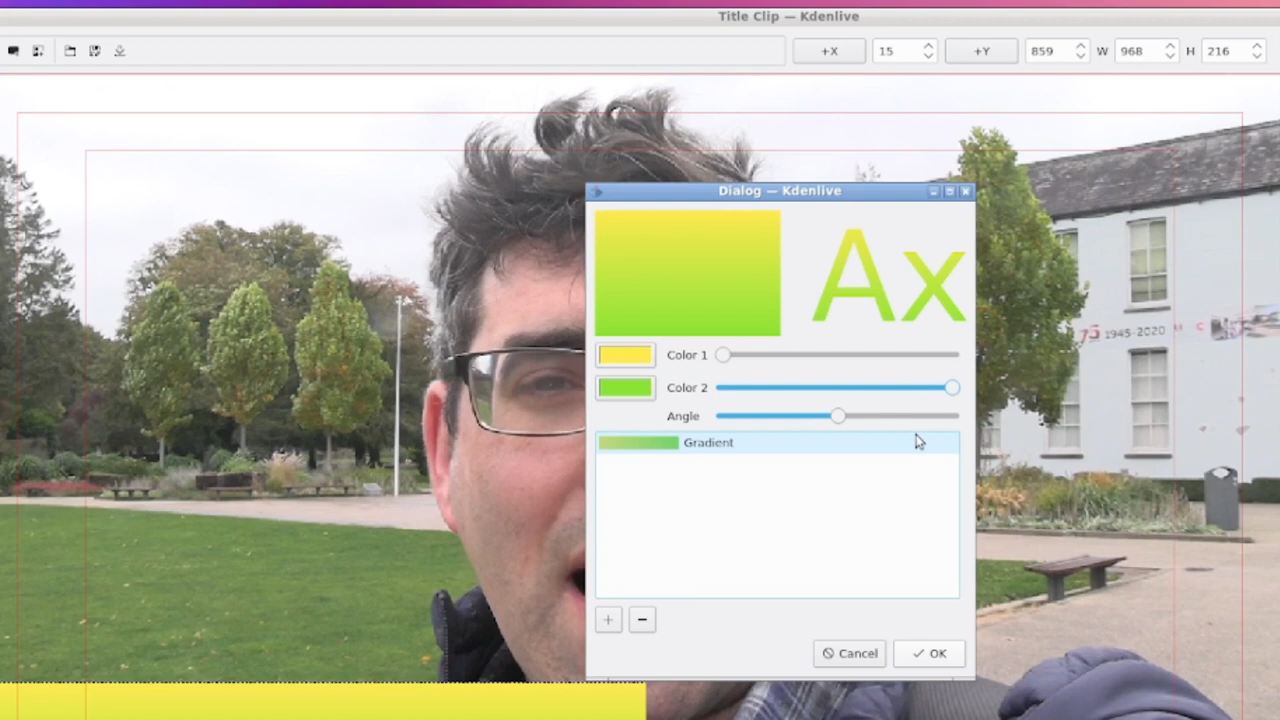 Title Clip — Kdenlive
+X 15 +Y 859 W 968 H 216
Dialog — Kdenlive
Ax
Color 1
Color 2
Angle
Gradient
+ −
Cancel OK
75 1945-2020